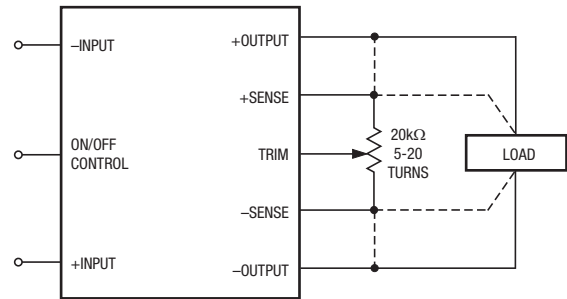 –INPUT
ON/OFF
CONTROL
+INPUT
+OUTPUT
+SENSE
TRIM
–SENSE
–OUTPUT
20kΩ
5-20
TURNS
LOAD